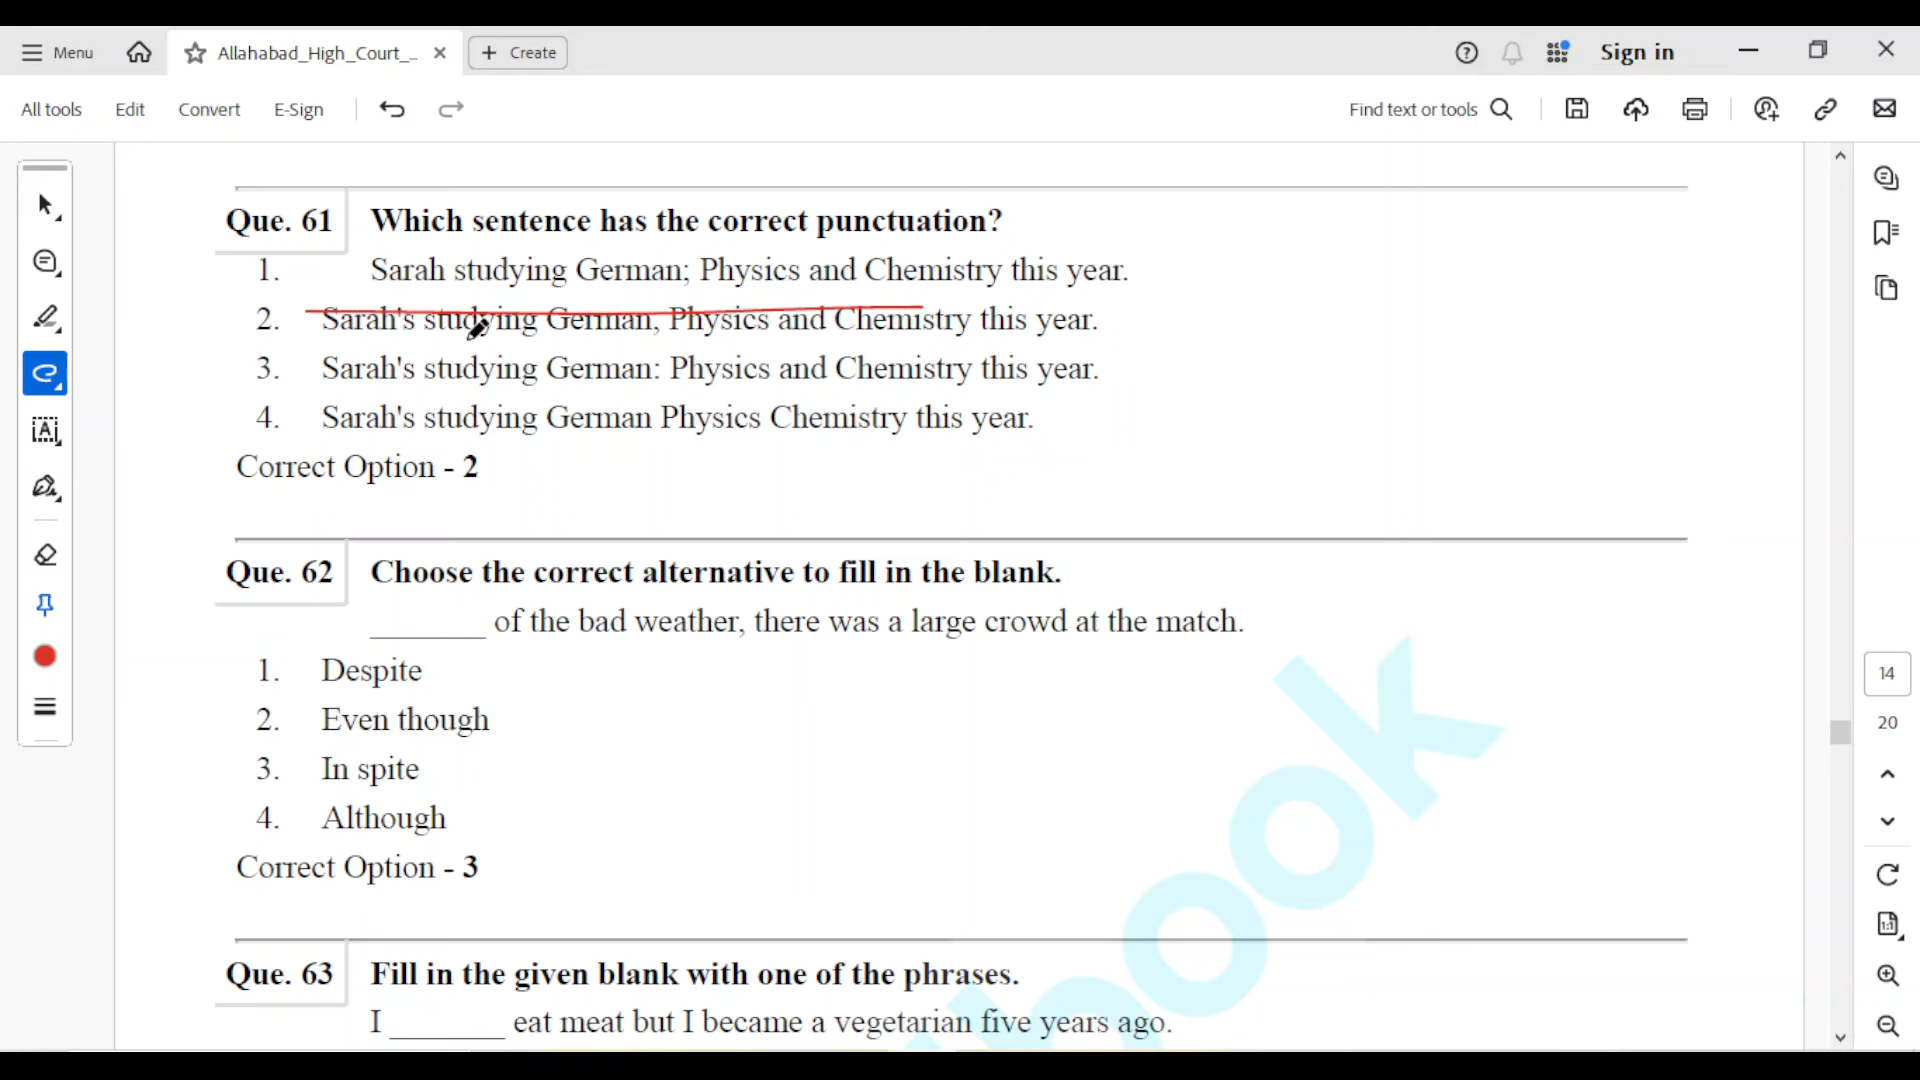 Menu Allahabad_High_Court_... Create Sign in
All tools Edit Convert E-Sign Find text or tools
Que. 61 Which sentence has the correct punctuation?
1. Sarah studying German; Physics and Chemistry this year.
2. Sarah's studying German, Physics and Chemistry this year.
3. Sarah's studying German: Physics and Chemistry this year.
4. Sarah's studying German Physics Chemistry this year.
Correct Option - 2
Que. 62 Choose the correct alternative to fill in the blank.
_______ of the bad weather, there was a large crowd at the match.
1. Despite
2. Even though
3. In spite
4. Although
Correct Option - 3
Que. 63 Fill in the given blank with one of the phrases.
I _______ eat meat but I became a vegetarian five years ago.
14
20